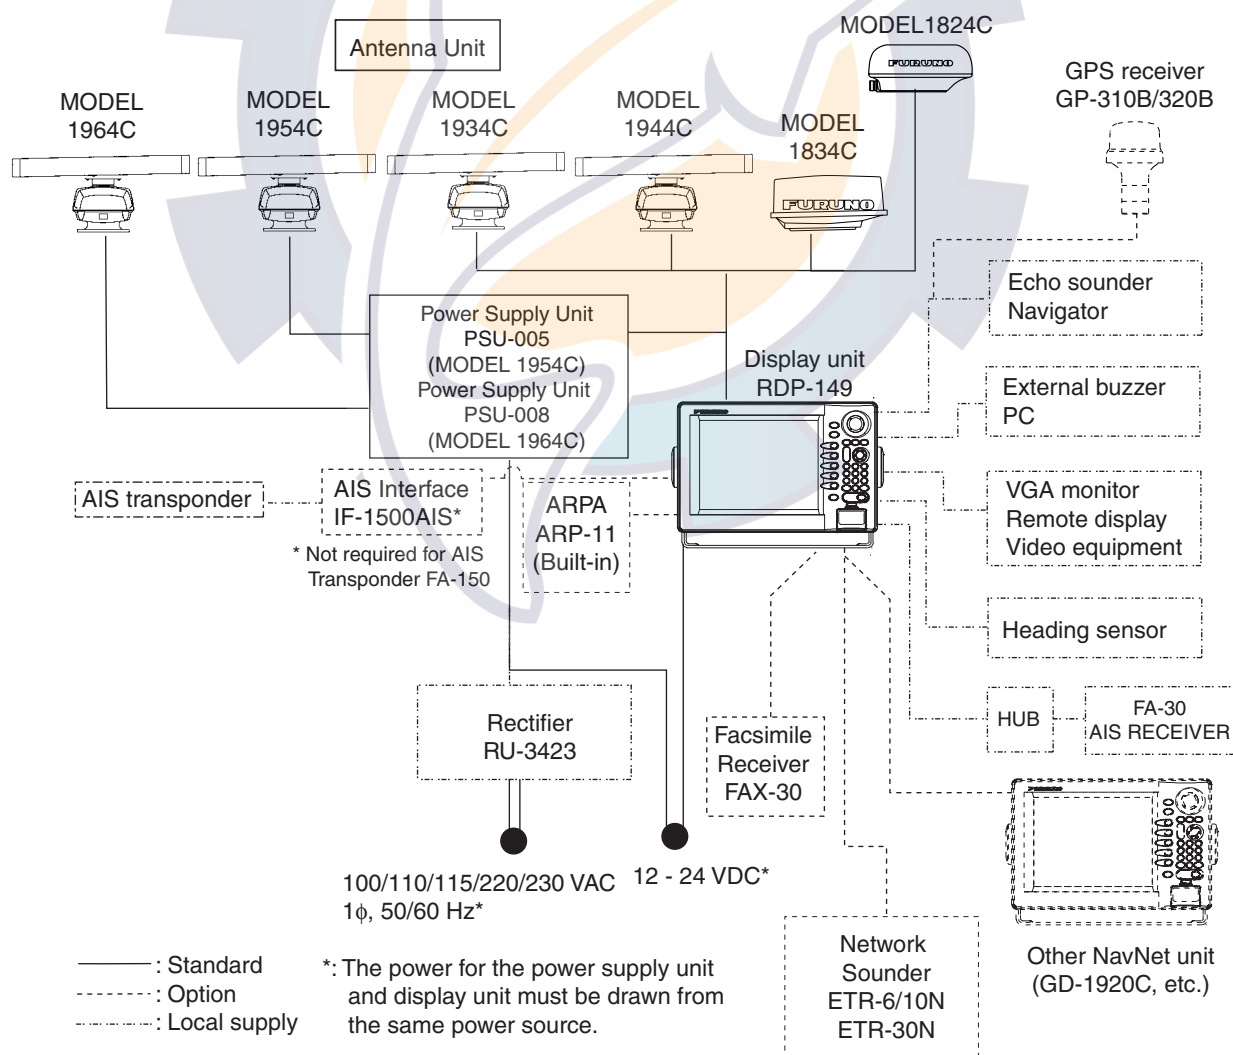 Antenna Unit
MODEL1824C
FURUNO
GPS receiver
GP-310B/320B
MODEL
1964C
MODEL
1954C
MODEL
1934C
MODEL
1944C
MODEL
1834C
FURUNO
Echo sounder
Navigator
Power Supply Unit
PSU-005
(MODEL 1954C)
Power Supply Unit
PSU-008
(MODEL 1964C)
Display unit
RDP-149
FURUNO
External buzzer
PC
AIS transponder
AIS Interface
IF-1500AIS*
* Not required for AIS
Transponder FA-150
ARPA
ARP-11
(Built-in)
VGA monitor
Remote display
Video equipment
Heading sensor
Rectifier
RU-3423
Facsimile
Receiver
FAX-30
HUB
FA-30
AIS RECEIVER
FURUNO
100/110/115/220/230 VAC
1ϕ, 50/60 Hz*
12 - 24 VDC*
Network
Sounder
ETR-6/10N
ETR-30N
Other NavNet unit
(GD-1920C, etc.)
: Standard
: Option
: Local supply
*: The power for the power supply unit
and display unit must be drawn from
the same power source.